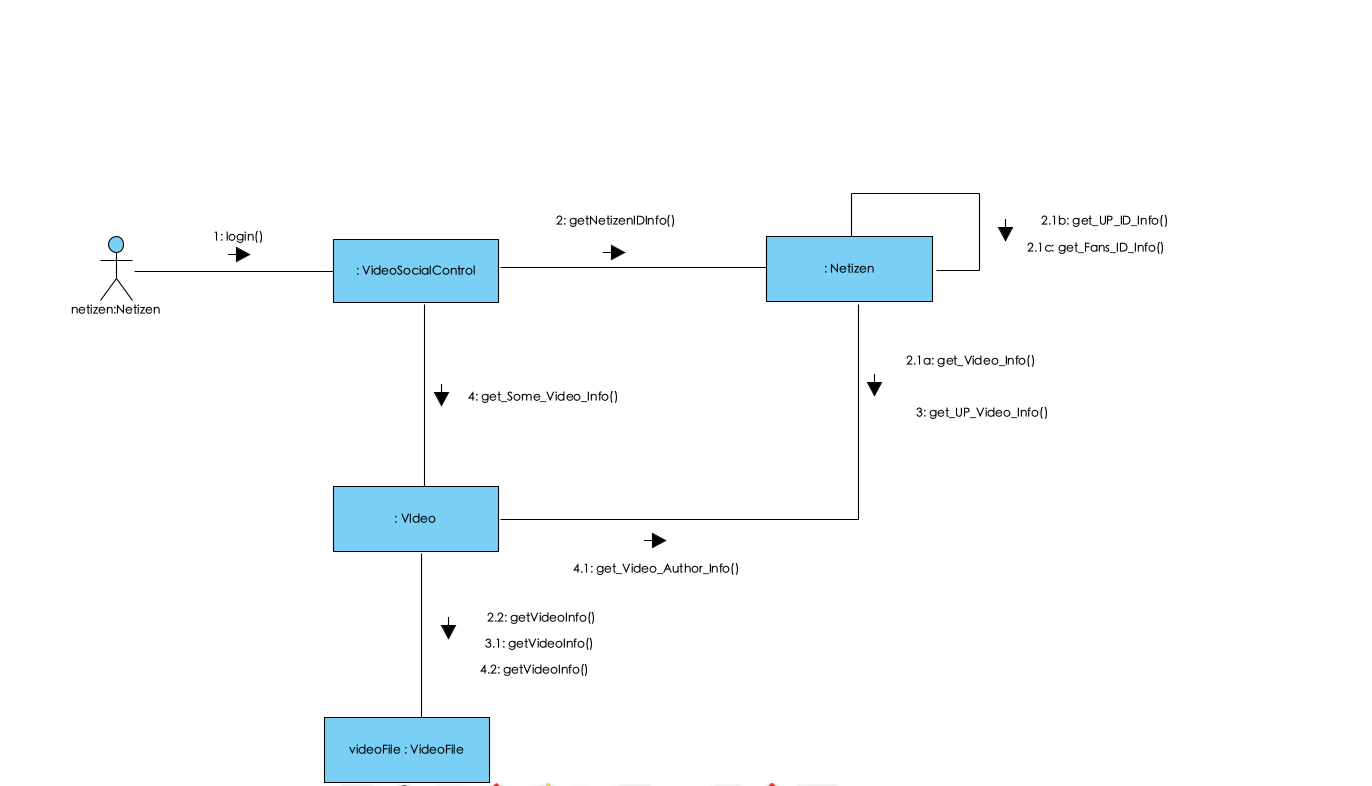 1: login()
netizen:Netizen
: VideoSocialControl
2: getNetizenIDInfo()
: Netizen
2.1b: get_UP_ID_Info()
2.1c: get_Fans_ID_Info()
2.1a: get_Video_Info()
3: get_UP_Video_Info()
4: get_Some_Video_Info()
: VIdeo
4.1: get_Video_Author_Info()
2.2: getVideoInfo()
3.1: getVideoInfo()
4.2: getVideoInfo()
videoFile : VideoFile